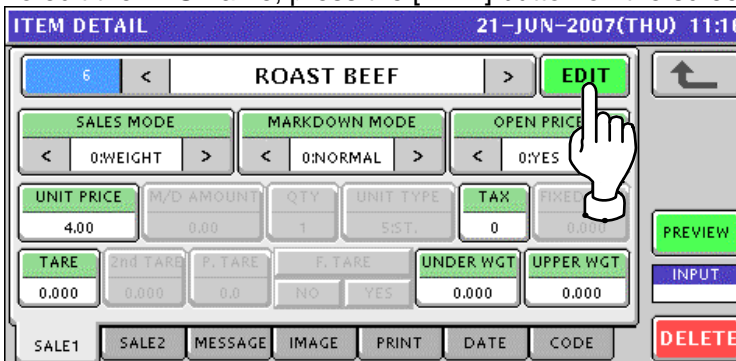 ITEM DETAIL 21-JUN-2007(THU) 11:16
6 < ROAST BEEF > EDIT
SALES MODE MARKDOWN MODE OPEN PRICE
< 0:WEIGHT > < 0:NORMAL > < 0:YES
UNIT PRICE M/D AMOUNT QTY UNIT TYPE TAX FIXED
4.00 0.00 1 5:ST. 0 0.000
PREVIEW
TARE 2nd TARE P. TARE F. TARE UNDER WGT UPPER WGT
INPUT
0.000 0.000 0.0 NO YES 0.000 0.000
SALE1 SALE2 MESSAGE IMAGE PRINT DATE CODE DELETE